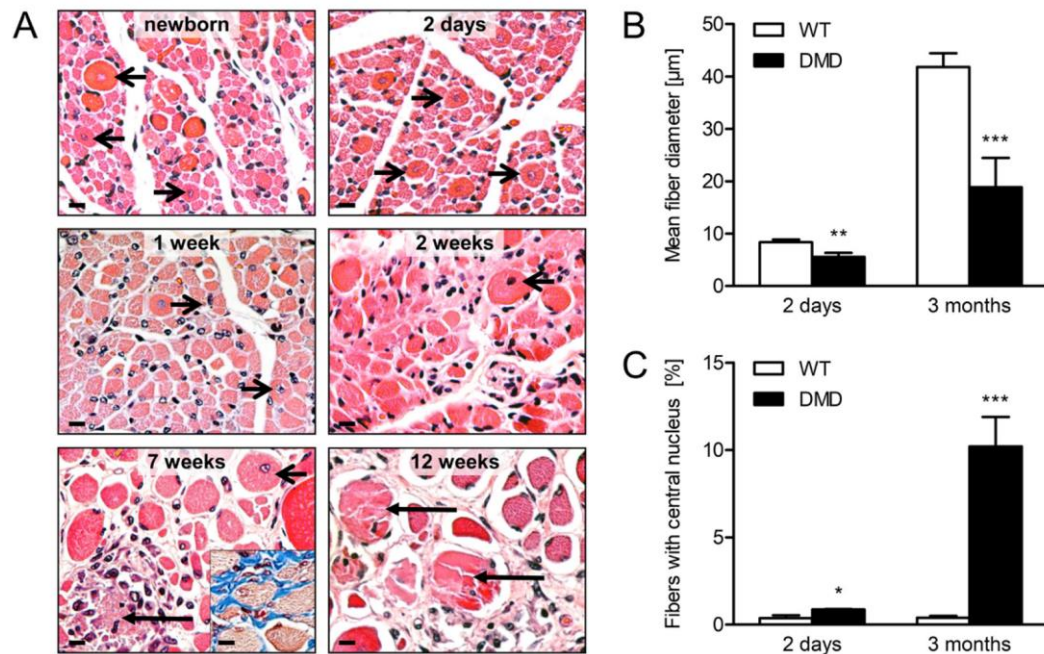 A
newborn
2 days
1 week
2 weeks
7 weeks
12 weeks
B
Mean fiber diameter [µm]
50
40
30
20
10
0
WT
DMD
**
***
2 days
3 months
C
Fibers with central nucleus [%]
15
10
5
0
WT
DMD
*
***
2 days
3 months